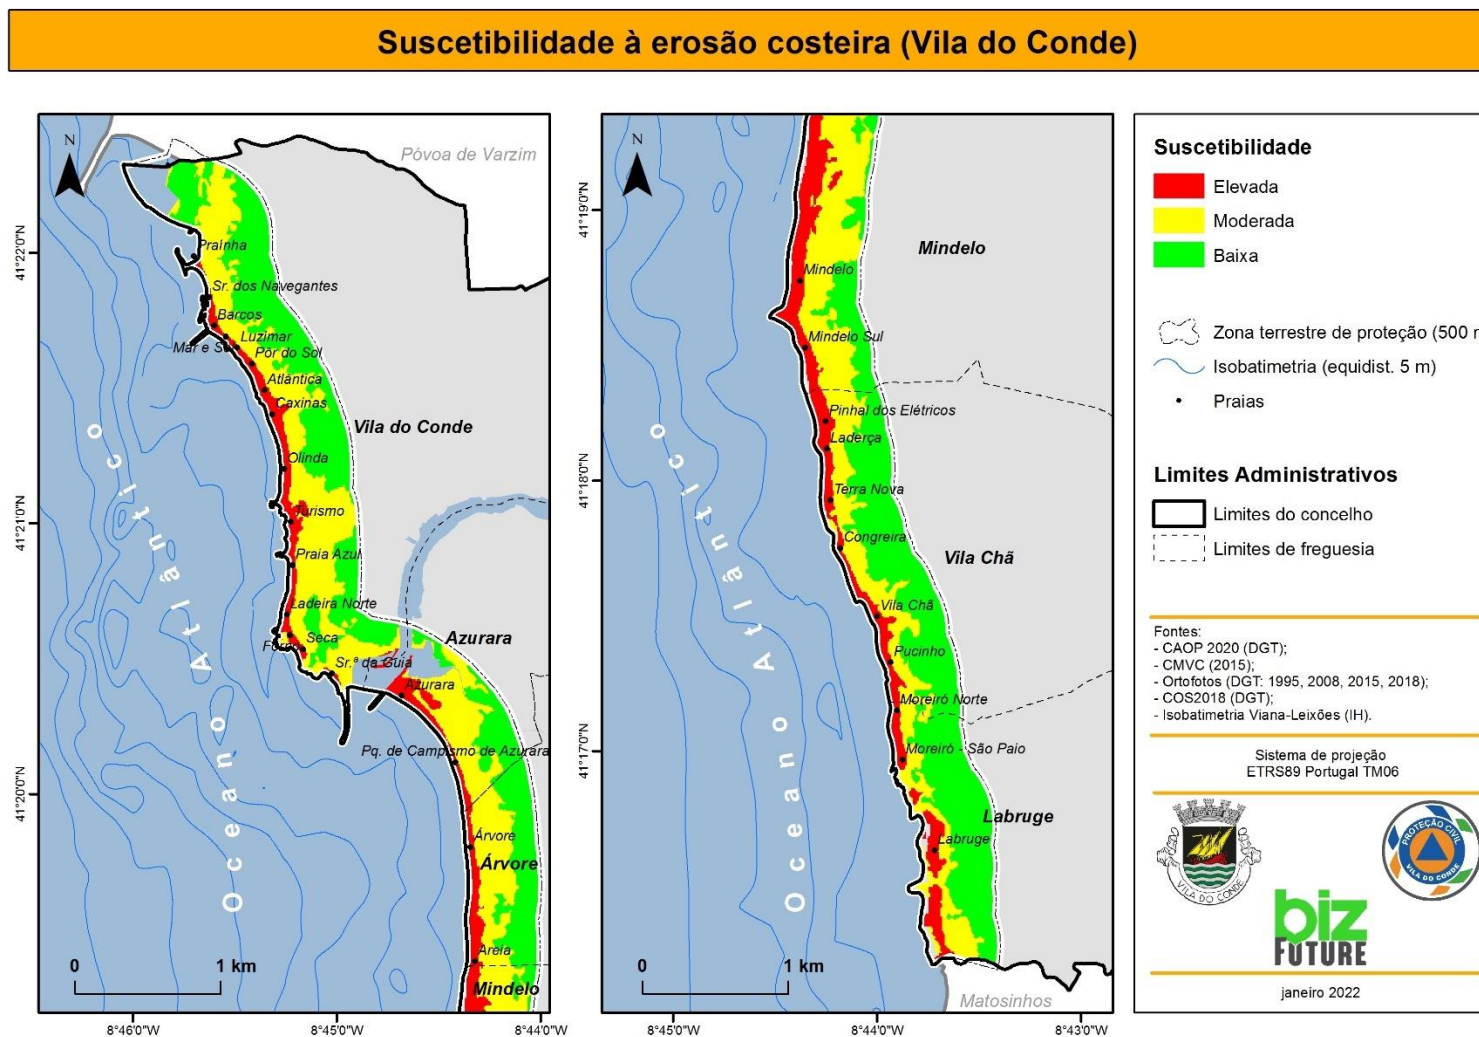 Suscetibilidade à erosão costeira (Vila do Conde)
N
Póvoa de Varzim
Praínha
Sr. dos Navegantes
Barcos
Luzimar
Mar e Sol
Pôr do Sol
Atlântica
Caxinas
Vila do Conde
Olinda
Turismo
Praia Azul
Ladeira Norte
Seca
Forno
Azurara
Sr.ª da Guia
Azurara
Pq. de Campismo de Azurara
Árvore
Árvore
Areia
Mindelo
Oceano Atlântico
0 1 km
41°22'0"N
41°21'0"N
41°20'0"N
8°46'0"W 8°45'0"W 8°44'0"W
N
Mindelo
Mindelo
Mindelo Sul
Pinhal dos Elétricos
Laderça
Terra Nova
Congreira
Vila Chã
Vila Chã
Pucinho
Moreiró Norte
Moreiró - São Paio
Labruge
Labruge
Matosinhos
Oceano Atlântico
0 1 km
41°19'0"N
41°18'0"N
41°17'0"N
8°45'0"W 8°44'0"W 8°43'0"W
Suscetibilidade
Elevada
Moderada
Baixa
Zona terrestre de proteção (500 
Isobatimetria (equidist. 5 m)
Praias
Limites Administrativos
Limites do concelho
Limites de freguesia
Fontes:
- CAOP 2020 (DGT);
- CMVC (2015);
- Ortofotos (DGT: 1995, 2008, 2015, 2018);
- COS2018 (DGT);
- Isobatimetria Viana-Leixões (IH).
Sistema de projeção
ETRS89 Portugal TM06
VILA DO CONDE
PROTEÇÃO CIVIL
VILA DO CONDE
biz
FUTURE
janeiro 2022